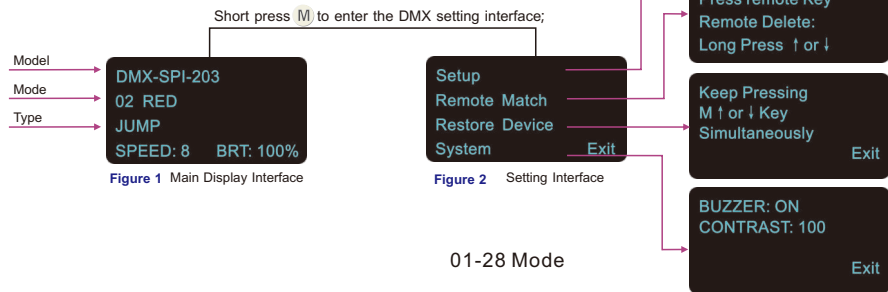 Short press M to enter the DMX setting interface;
Press remote Key
Remote Delete:
Long Press ↑ or ↓
Model
Mode
Type
DMX-SPI-203
02 RED
JUMP
SPEED: 8 BRT: 100%
Figure 1 Main Display Interface
Setup
Remote Match
Restore Device
System Exit
Figure 2 Setting Interface
Keep Pressing
M ↑ or ↓ Key
Simultaneously
Exit
BUZZER: ON
CONTRAST: 100
Exit
01-28 Mode